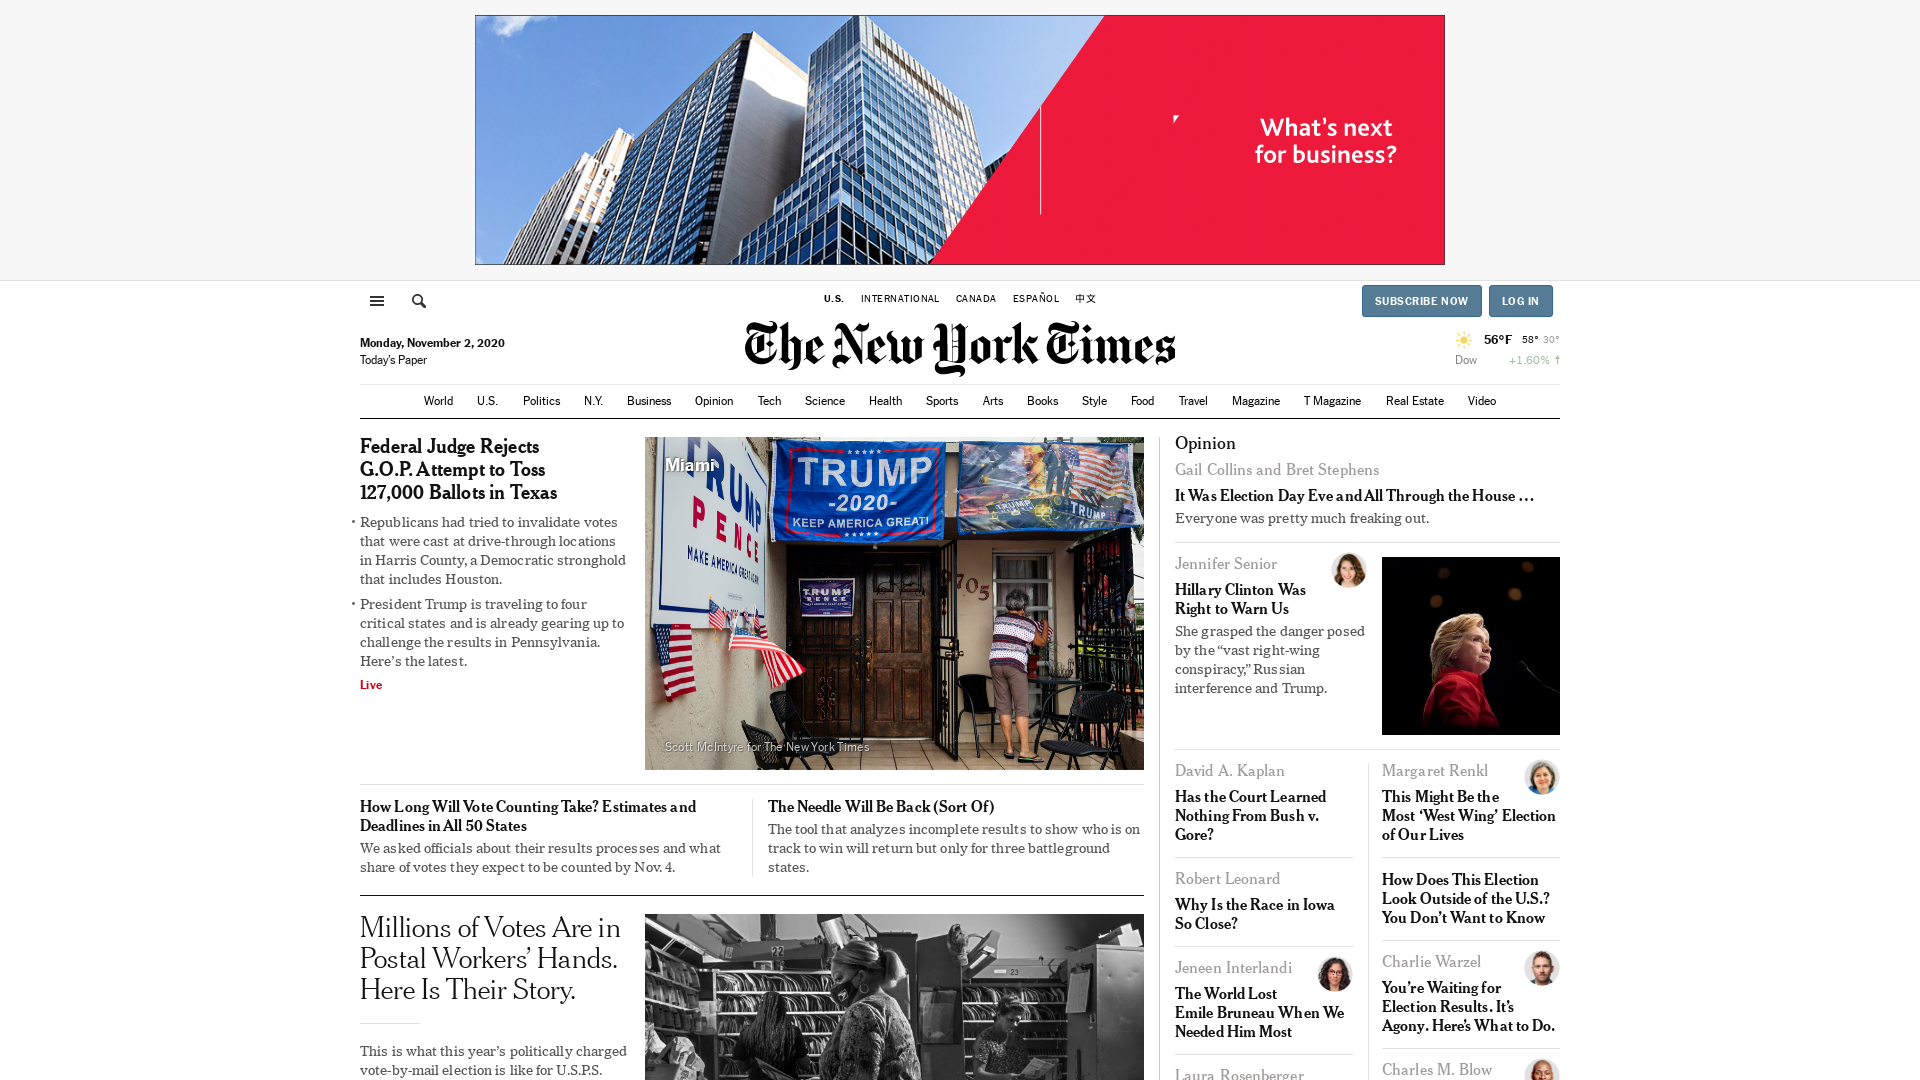 What's next
for business?
U.S.
INTERNATIONAL
CANADA
ESPAÑOL
中文
SUBSCRIBE NOW
LOG IN
Monday, November 2, 2020
Today's Paper
The New York Times
56°F 58° 30°
Dow +1.60% ↑
World
U.S.
Politics
N.Y.
Business
Opinion
Tech
Science
Health
Sports
Arts
Books
Style
Food
Travel
Magazine
T Magazine
Real Estate
Video
Federal Judge Rejects
G.O.P. Attempt to Toss
127,000 Ballots in Texas
• Republicans had tried to invalidate votes
that were cast at drive-through locations
in Harris County, a Democratic stronghold
that includes Houston.
• President Trump is traveling to four
critical states and is already gearing up to
challenge the results in Pennsylvania.
Here's the latest.
Live
Miami
TRUMP
PENCE
MAKE AMERICA GREAT AGAIN
TRUMP
-2020-
KEEP AMERICA GREAT!
TRUMP
TRUMP
PENCE
9705
Scott McIntyre for The New York Times
How Long Will Vote Counting Take? Estimates and
Deadlines in All 50 States
We asked officials about their results processes and what
share of votes they expect to be counted by Nov. 4.
The Needle Will Be Back (Sort Of)
The tool that analyzes incomplete results to show who is on
track to win will return but only for three battleground
states.
Millions of Votes Are in
Postal Workers' Hands.
Here Is Their Story.
This is what this year's politically charged
vote-by-mail election is like for U.S.P.S.
22
23
Opinion
Gail Collins and Bret Stephens
It Was Election Day Eve and All Through the House …
Everyone was pretty much freaking out.
Jennifer Senior
Hillary Clinton Was
Right to Warn Us
She grasped the danger posed
by the “vast right-wing
conspiracy,” Russian
interference and Trump.
David A. Kaplan
Has the Court Learned
Nothing From Bush v.
Gore?
Robert Leonard
Why Is the Race in Iowa
So Close?
Jeneen Interlandi
The World Lost
Emile Bruneau When We
Needed Him Most
Laura Rosenberger
Margaret Renkl
This Might Be the
Most ‘West Wing’ Election
of Our Lives
How Does This Election
Look Outside of the U.S.?
You Don't Want to Know
Charlie Warzel
You're Waiting for
Election Results. It's
Agony. Here's What to Do.
Charles M. Blow